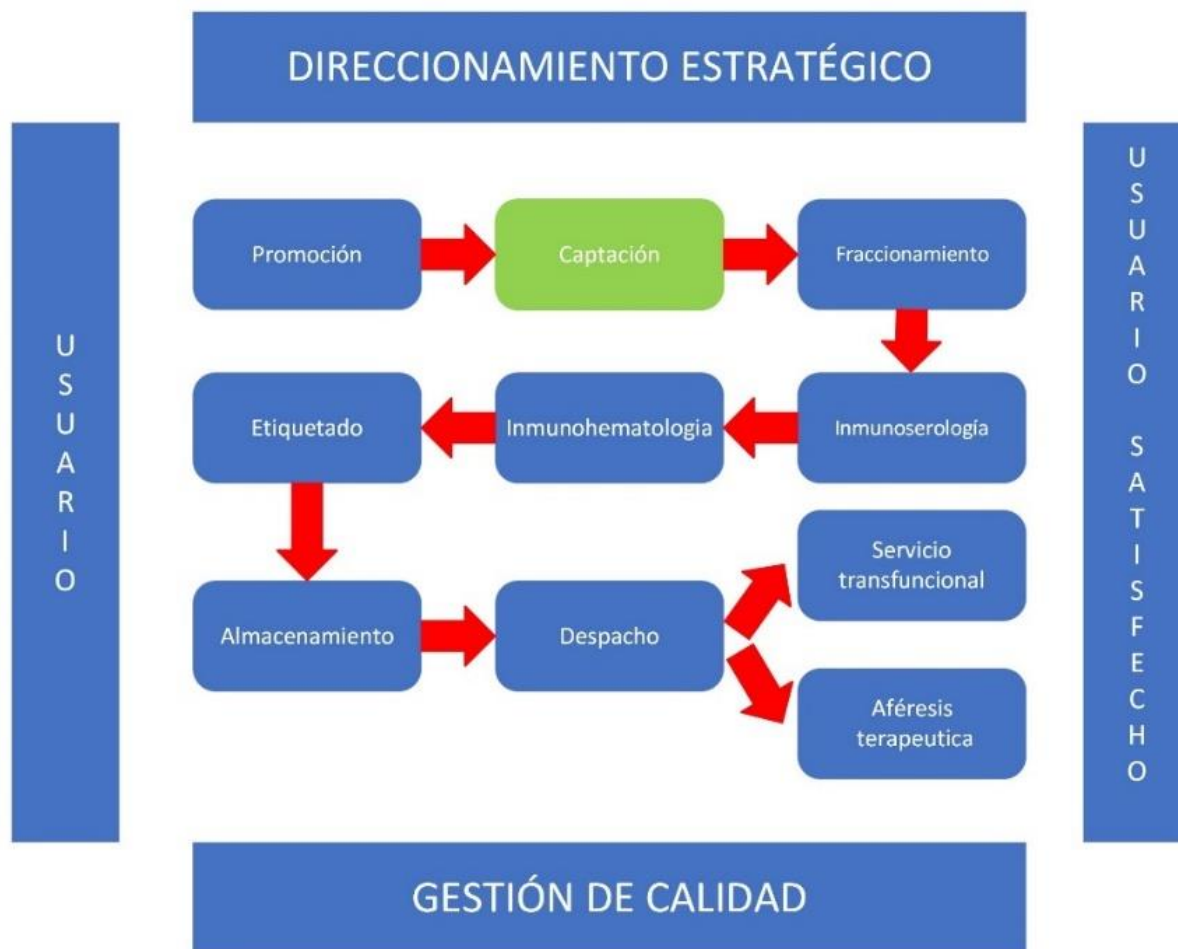 DIRECCIONAMIENTO ESTRATÉGICO
USUARIO
Promoción
Captación
Fraccionamiento
Inmunoserología
Inmunohematologia
Etiquetado
Almacenamiento
Despacho
Servicio
transfuncional
Aféresis
terapeutica
USUARIO SATISFECHO
GESTIÓN DE CALIDAD